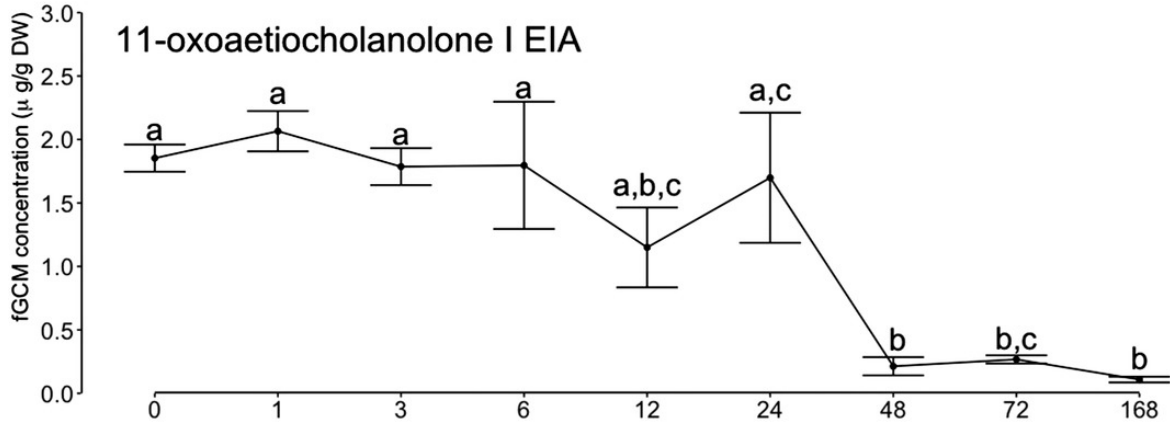 11-oxoaetiocholanolone I EIA
fGCM concentration (μ g/g DW)
3.0
2.5
2.0
1.5
1.0
0.5
0.0
a
a
a
a
a,b,c
a,c
b
b,c
b
0 1 3 6 12 24 48 72 168